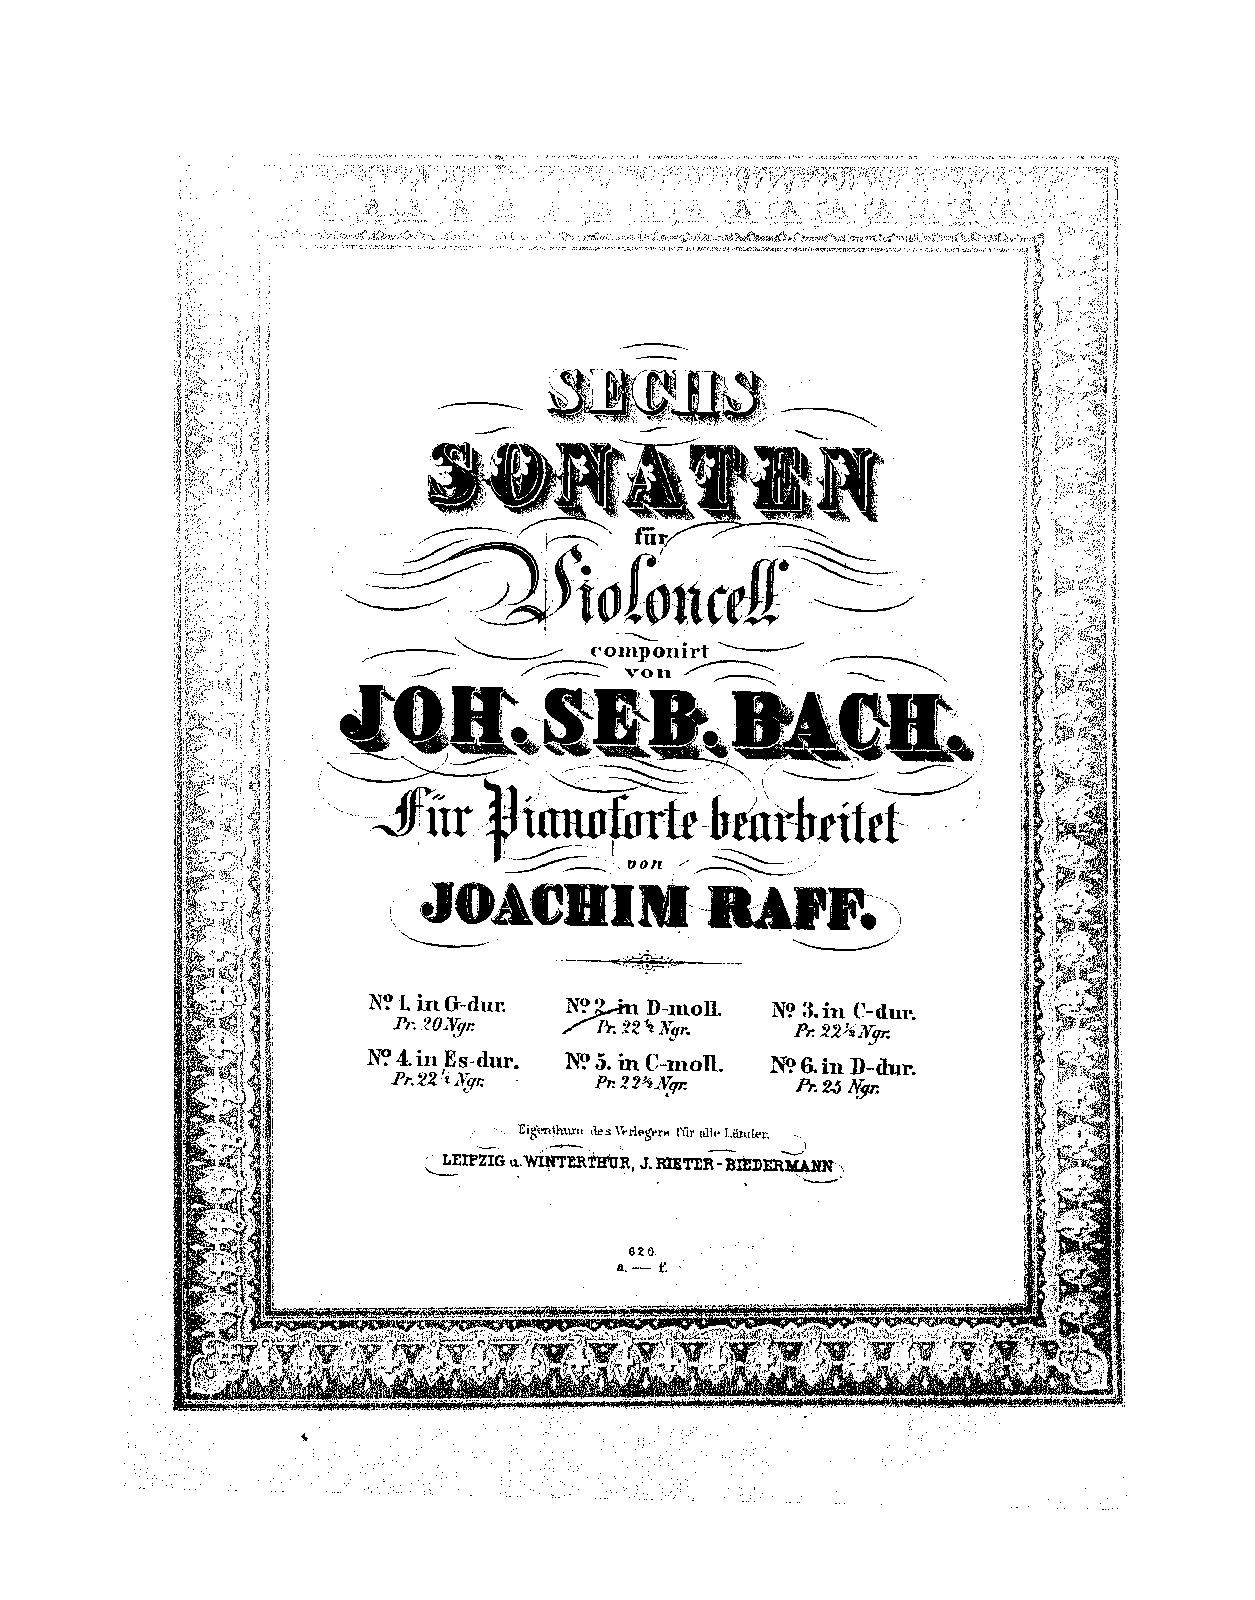 SECHS
SONATEN
für
Violoncell
componirt
von
JOH. SEB. BACH.
Für Pianoforte bearbeitet
von
JOACHIM RAFF.
No 1. in G-dur. No 2. in D-moll. No 3. in C-dur.
Pr. 20 Ngr. Pr. 22½ Ngr. Pr. 22½ Ngr.
No 4. in Es-dur. No 5. in C-moll. No 6. in D-dur.
Pr. 22½ Ngr. Pr. 22½ Ngr. Pr. 25 Ngr.
Eigenthum des Verlegers für alle Länder.
LEIPZIG u. WINTERTHUR, J. RIETER-BIEDERMANN
620.
a. — f.